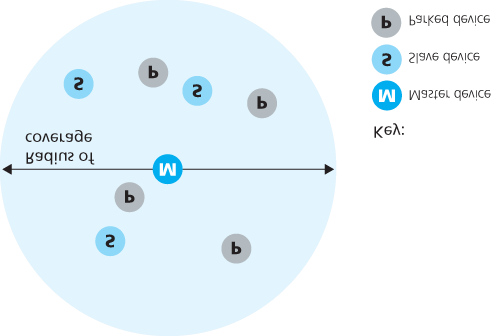 P
S
P
M
Radius of
coverage
P
S
S
P
Key:
M Master device
S Slave device
P Parked device